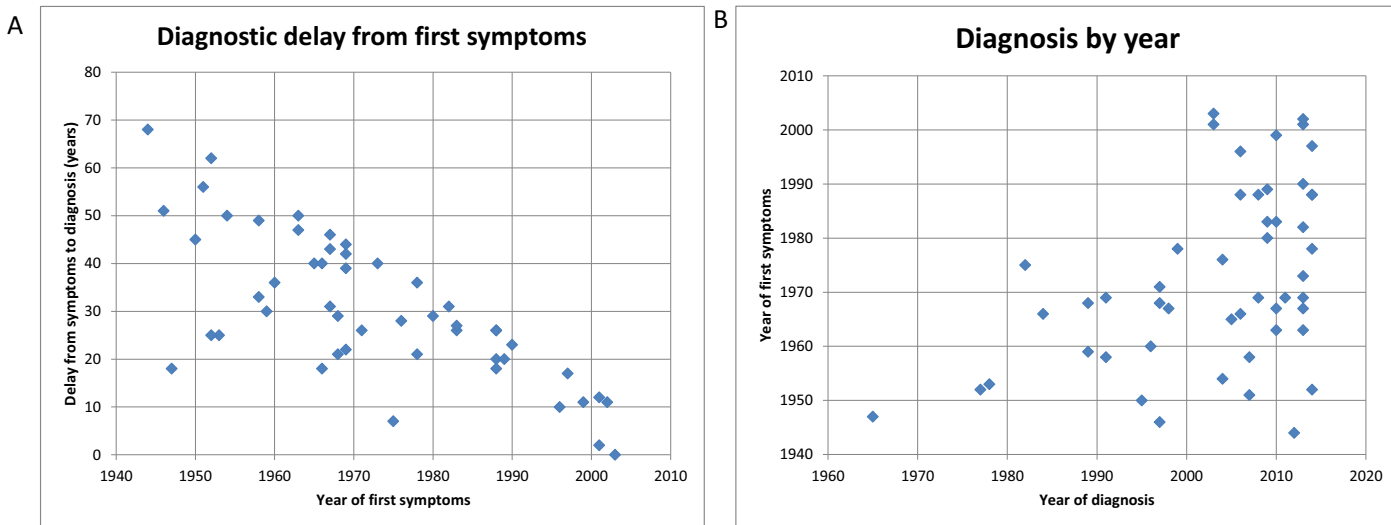 A
Diagnostic delay from first symptoms
Delay from symptoms to diagnosis (years)
80
70
60
50
40
30
20
10
0
1940 1950 1960 1970 1980 1990 2000 2010
Year of first symptoms
B
Diagnosis by year
Year of first symptoms
2010
2000
1990
1980
1970
1960
1950
1940
1960 1970 1980 1990 2000 2010 2020
Year of diagnosis